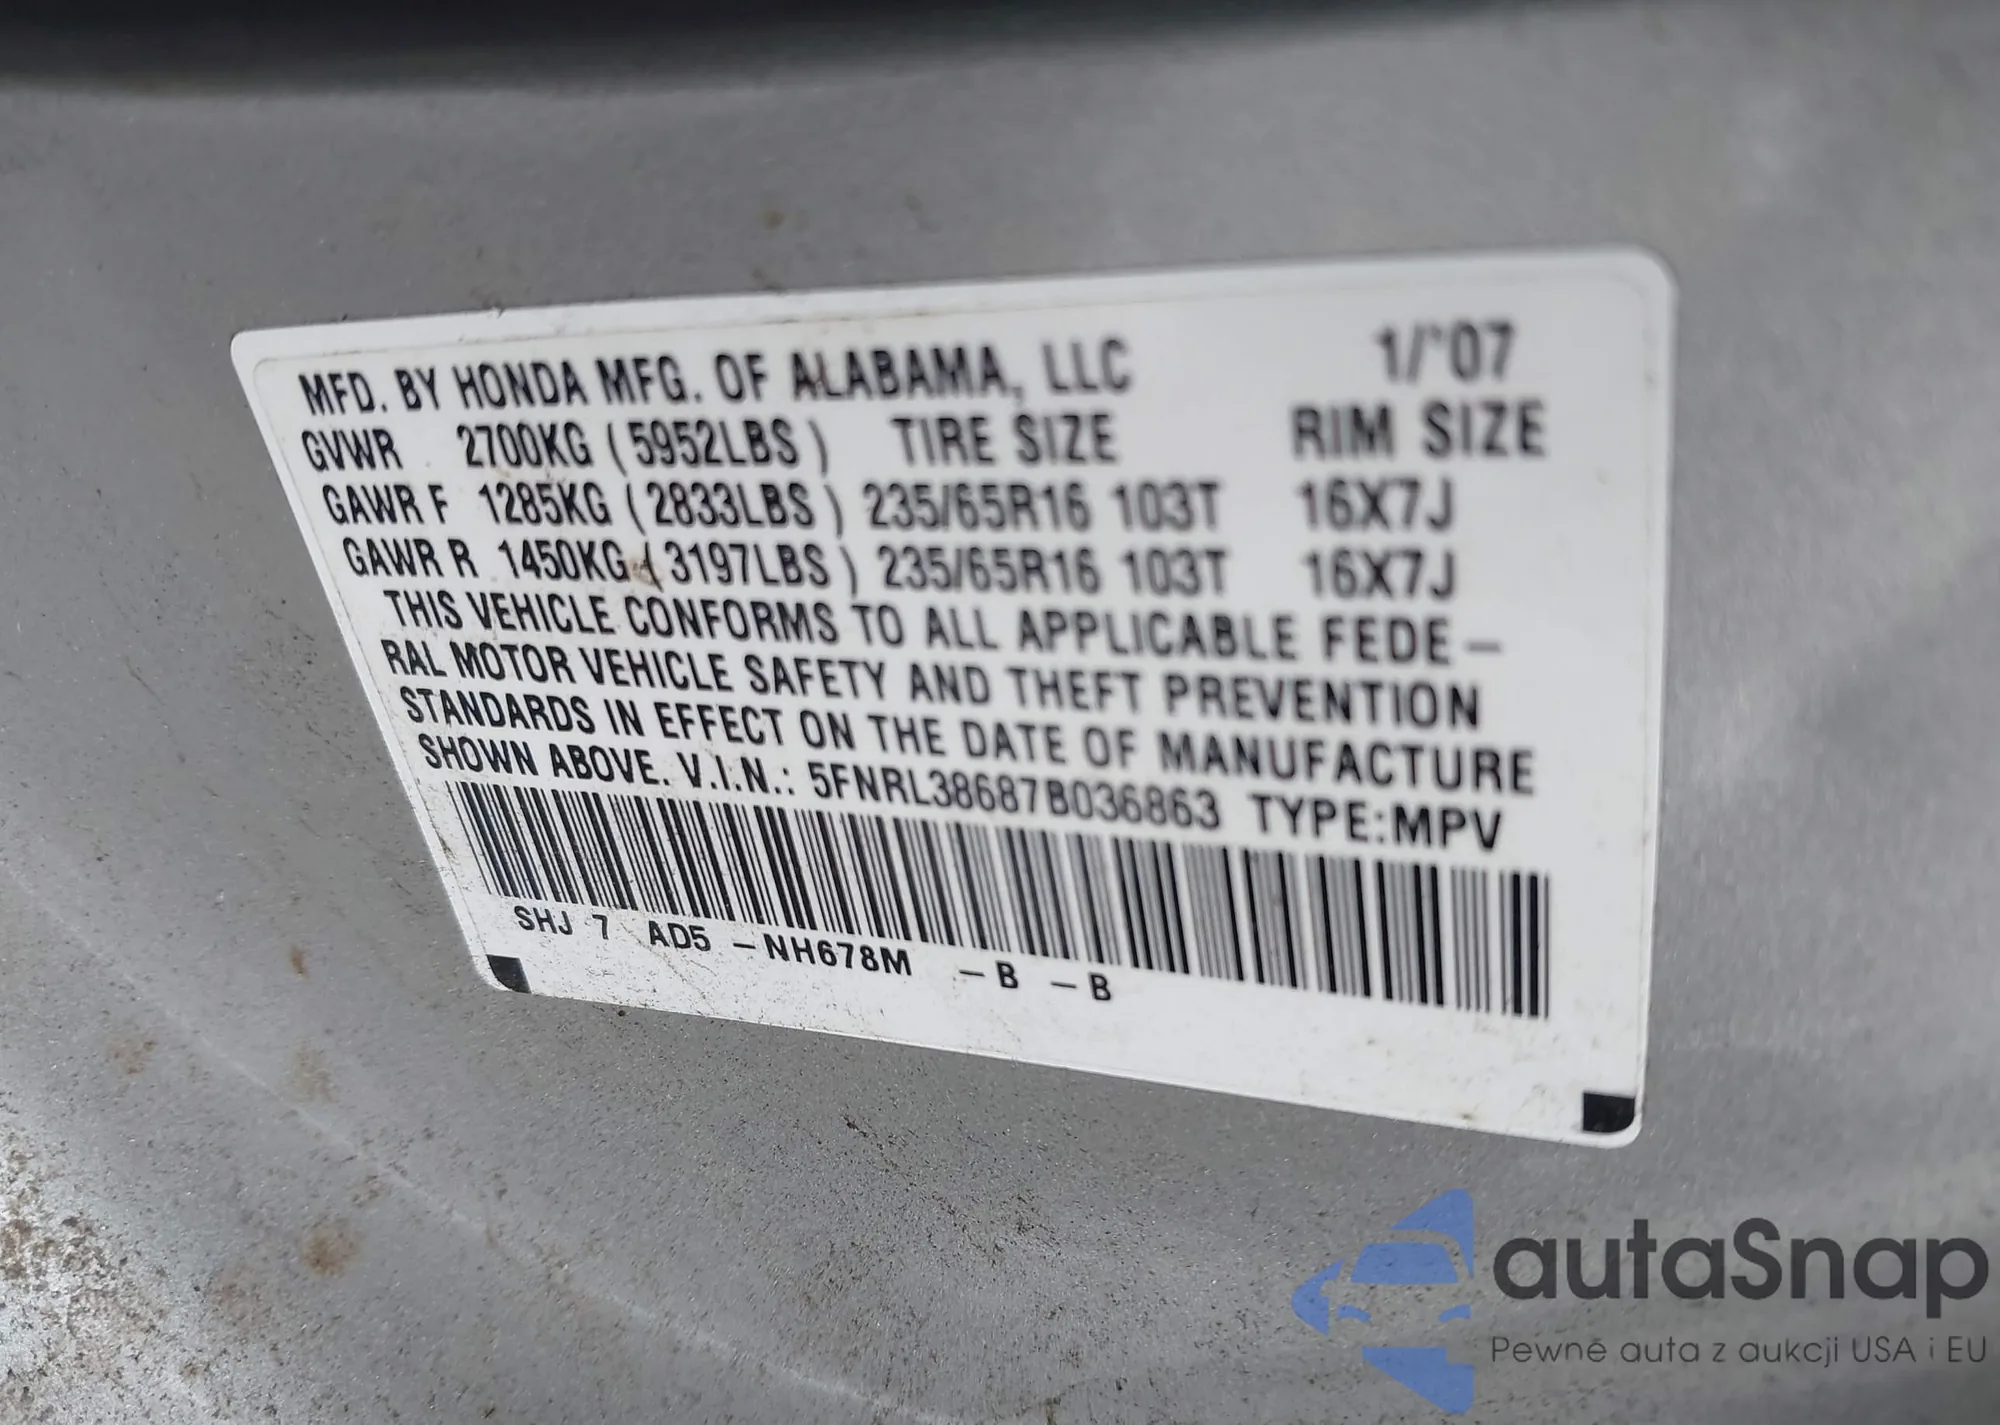 MFD. BY HONDA MFG. OF ALABAMA, LLC 1/'07
GVWR 2700KG (5952LBS) TIRE SIZE RIM SIZE
GAWR F 1285KG (2833LBS) 235/65R16 103T 16X7J
GAWR R 1450KG (3197LBS) 235/65R16 103T 16X7J
THIS VEHICLE CONFORMS TO ALL APPLICABLE FEDE-
RAL MOTOR VEHICLE SAFETY AND THEFT PREVENTION
STANDARDS IN EFFECT ON THE DATE OF MANUFACTURE
SHOWN ABOVE. V.I.N.: 5FNRL38687B036863 TYPE:MPV
SHJ 7 AD5 -NH678M -B -B
autaSnap
Pewne auta z aukcji USA i EU